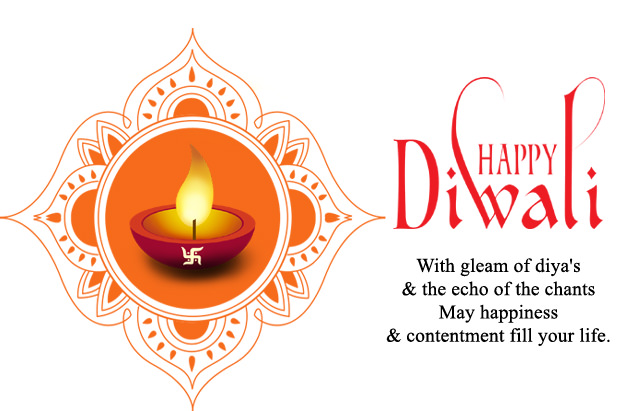 HAPPY
Diwali
With gleam of diya's
& the echo of the chants
May happiness
& contentment fill your life.